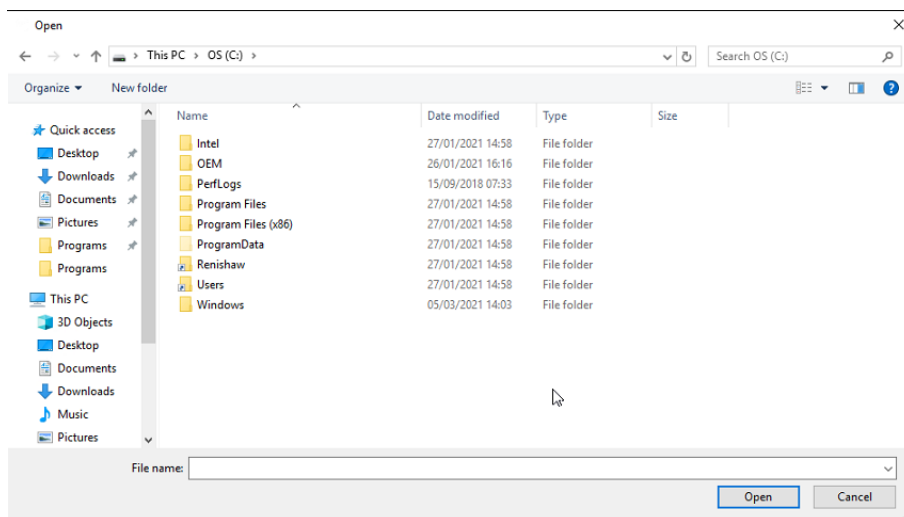 Open
This PC > OS (C:) >
Search OS (C:)
Organize
New folder
Quick access
Desktop
Downloads
Documents
Pictures
Programs
Programs
This PC
3D Objects
Desktop
Documents
Downloads
Music
Pictures
Name Date modified Type Size
Intel 27/01/2021 14:58 File folder
OEM 26/01/2021 16:16 File folder
PerfLogs 15/09/2018 07:33 File folder
Program Files 27/01/2021 14:58 File folder
Program Files (x86) 27/01/2021 14:58 File folder
ProgramData 27/01/2021 14:58 File folder
Renishaw 27/01/2021 14:58 File folder
Users 27/01/2021 14:58 File folder
Windows 05/03/2021 14:03 File folder
File name:
Open
Cancel